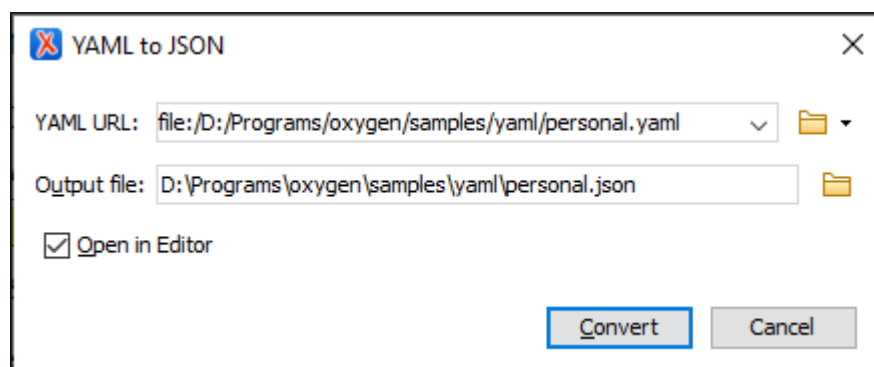 YAML to JSON
YAML URL: file:/D:/Programs/oxygen/samples/yaml/personal.yaml
Output file: D:\Programs\oxygen\samples\yaml\personal.json
Open in Editor
Convert Cancel